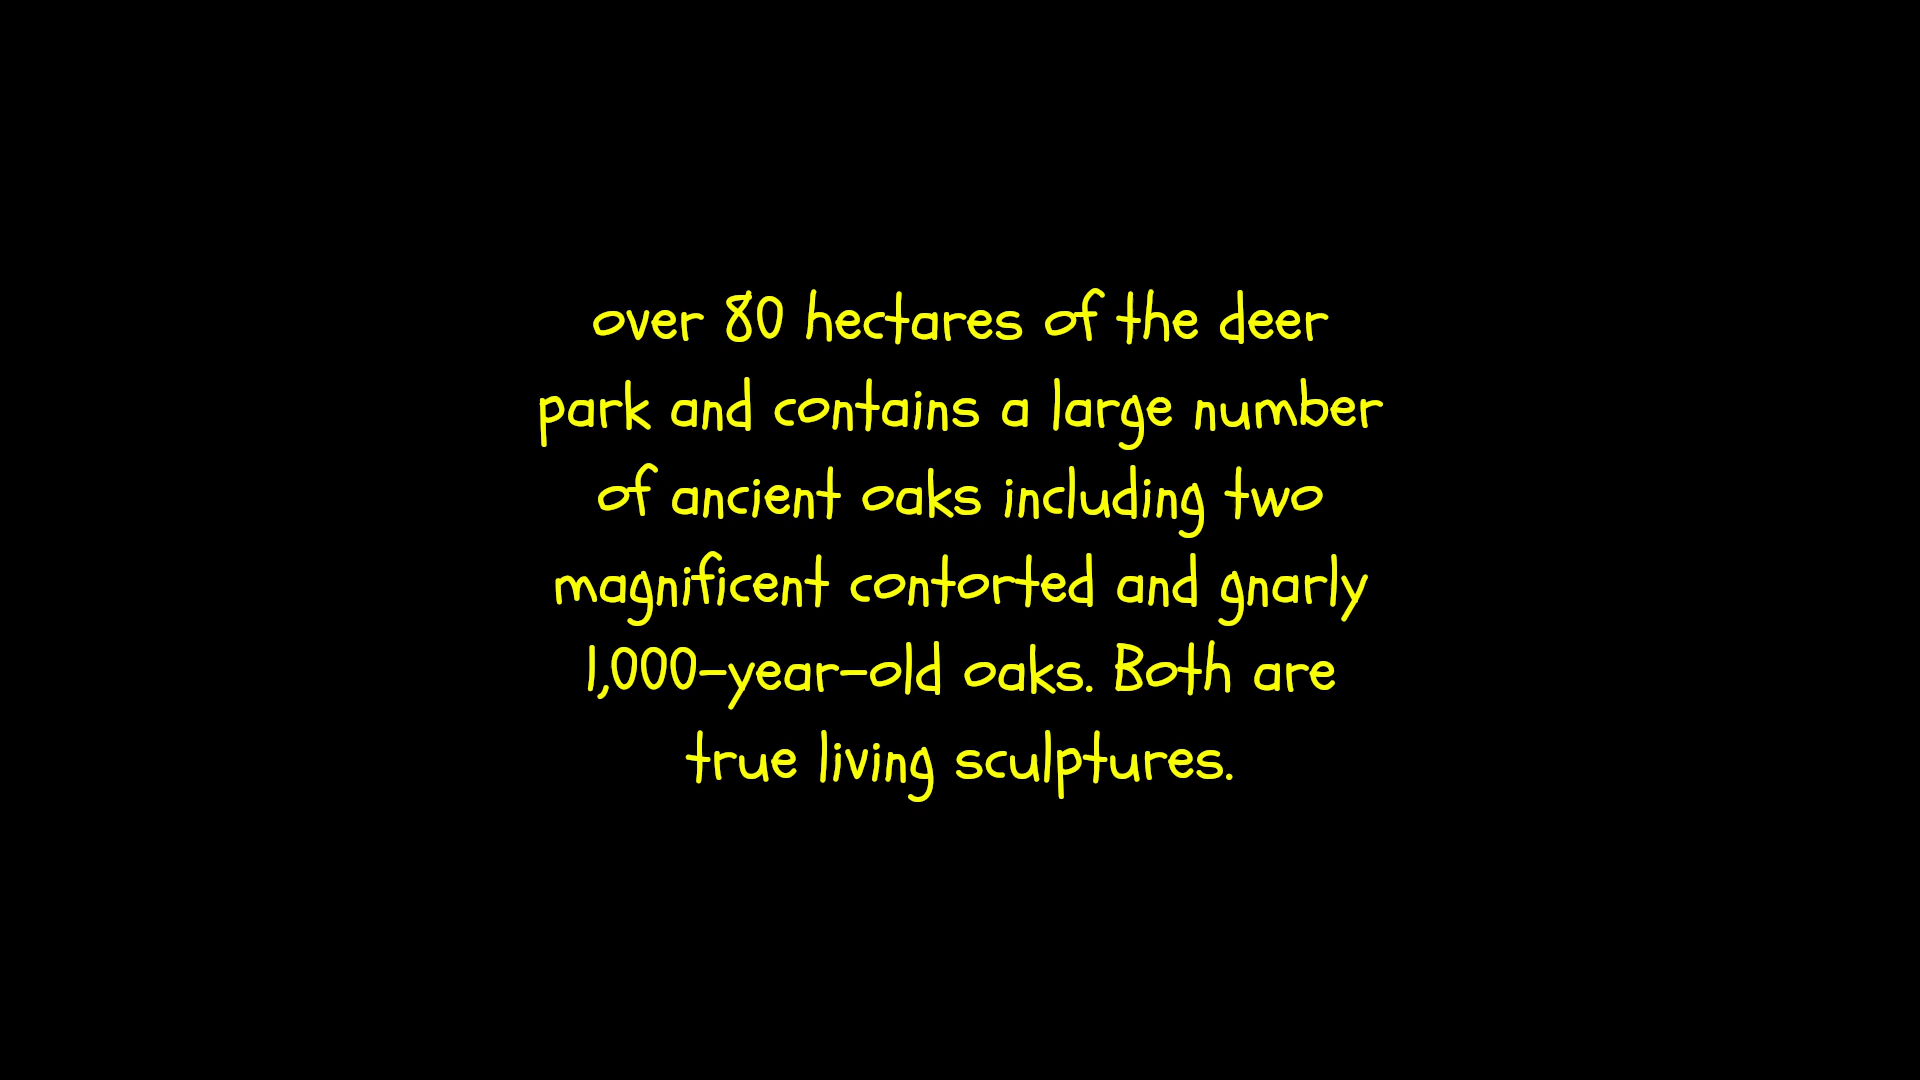 over 80 hectares of the deer
park and contains a large number
of ancient oaks including two
magnificent contorted and gnarly
1,000-year-old oaks. Both are
true living sculptures.